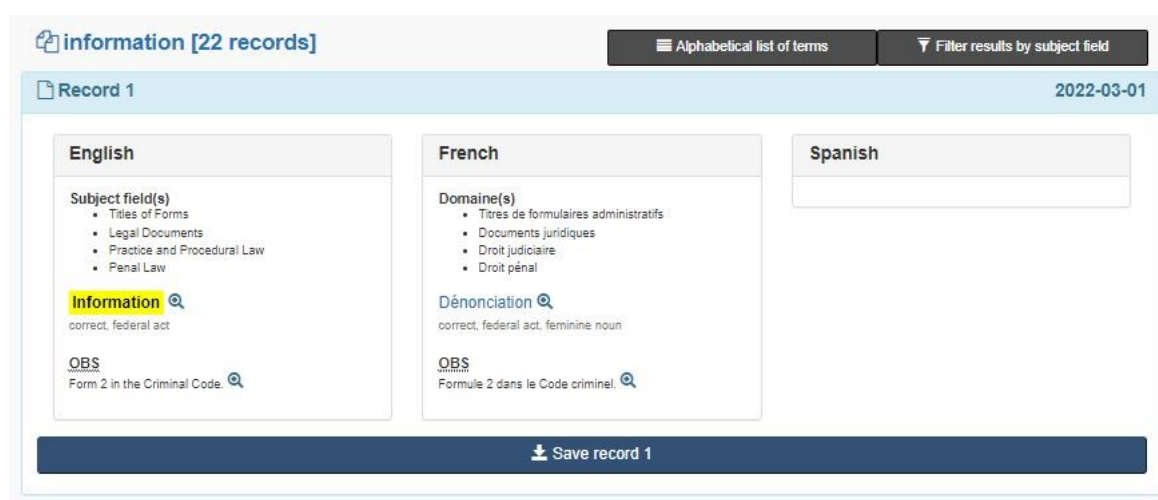 information [22 records]
Alphabetical list of terms
Filter results by subject field
Record 1
2022-03-01
English
Subject field(s)
• Titles of Forms
• Legal Documents
• Practice and Procedural Law
• Penal Law
Information
correct, federal act
OBS
Form 2 in the Criminal Code.
French
Domaine(s)
• Titres de formulaires administratifs
• Documents juridiques
• Droit judiciaire
• Droit pénal
Dénonciation
correct, federal act, feminine noun
OBS
Formule 2 dans le Code criminel.
Spanish
Save record 1